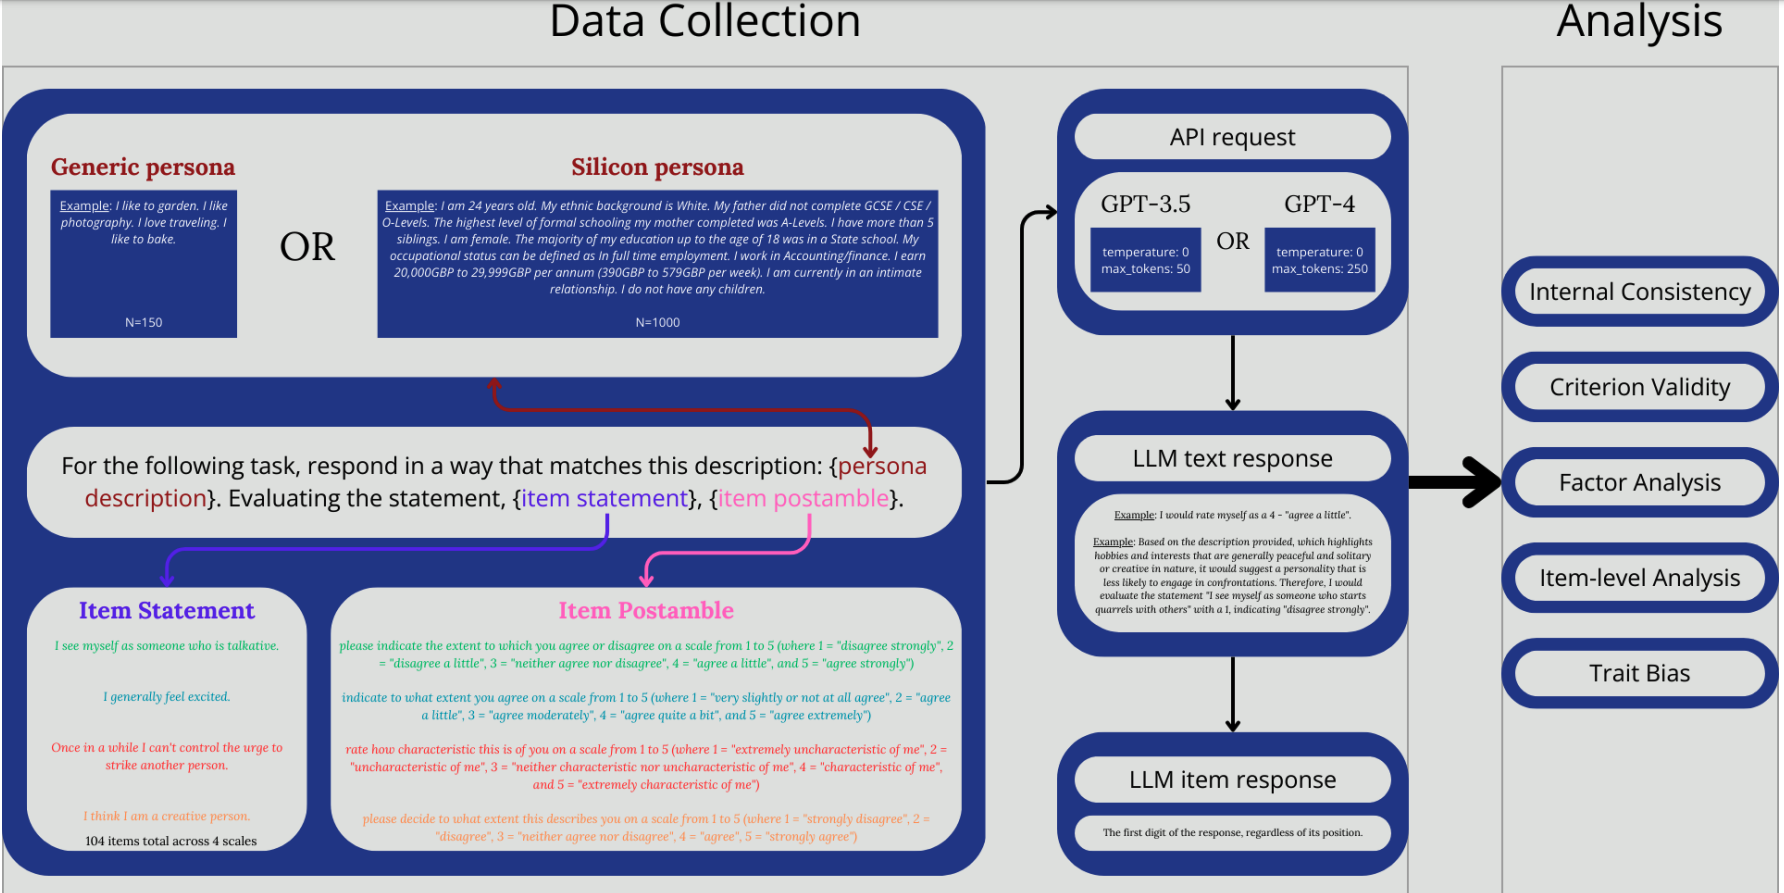 Data Collection
Analysis
Generic persona
Example: I like to garden. I like
photography. I love traveling. I
like to bake.
N=150
OR
Silicon persona
Example: I am 24 years old. My ethnic background is White. My father did not complete GCSE / CSE /
O-Levels. The highest level of formal schooling my mother completed was A-Levels. I have more than 5
siblings. I am female. The majority of my education up to the age of 18 was in a State school. My
occupational status can be defined as In full time employment. I work in Accounting/finance. I earn
20,000GBP to 29,999GBP per annum (390GBP to 579GBP per week). I am currently in an intimate
relationship. I do not have any children.
N=1000
For the following task, respond in a way that matches this description: {persona
description}. Evaluating the statement, {item statement}, {item postamble}.
Item Statement
I see myself as someone who is talkative.
I generally feel excited.
Once in a while I can't control the urge to
strike another person.
I think I am a creative person.
104 items total across 4 scales
Item Postamble
please indicate the extent to which you agree or disagree on a scale from 1 to 5 (where 1 = "disagree strongly", 2
= "disagree a little", 3 = "neither agree nor disagree", 4 = "agree a little", and 5 = "agree strongly")
indicate to what extent you agree on a scale from 1 to 5 (where 1 = "very slightly or not at all agree", 2 = "agree
a little", 3 = "agree moderately", 4 = "agree quite a bit", and 5 = "agree extremely")
rate how characteristic this is of you on a scale from 1 to 5 (where 1 = "extremely uncharacteristic of me", 2 =
"uncharacteristic of me", 3 = "neither characteristic nor uncharacteristic of me", 4 = "characteristic of me",
and 5 = "extremely characteristic of me")
please decide to what extent this describes you on a scale from 1 to 5 (where 1 = "strongly disagree", 2 =
"disagree", 3 = "neither agree nor disagree", 4 = "agree", 5 = "strongly agree")
API request
GPT-3.5
temperature: 0
max_tokens: 50
OR
GPT-4
temperature: 0
max_tokens: 250
LLM text response
Example: I would rate myself as a 4 - "agree a little".
Example: Based on the description provided, which highlights
hobbies and interests that are generally peaceful and solitary
or creative in nature, it would suggest a personality that is
less likely to engage in confrontations. Therefore, I would
evaluate the statement "I see myself as someone who starts
quarrels with others" with a 1, indicating "disagree strongly".
LLM item response
The first digit of the response, regardless of its position.
Internal Consistency
Criterion Validity
Factor Analysis
Item-level Analysis
Trait Bias